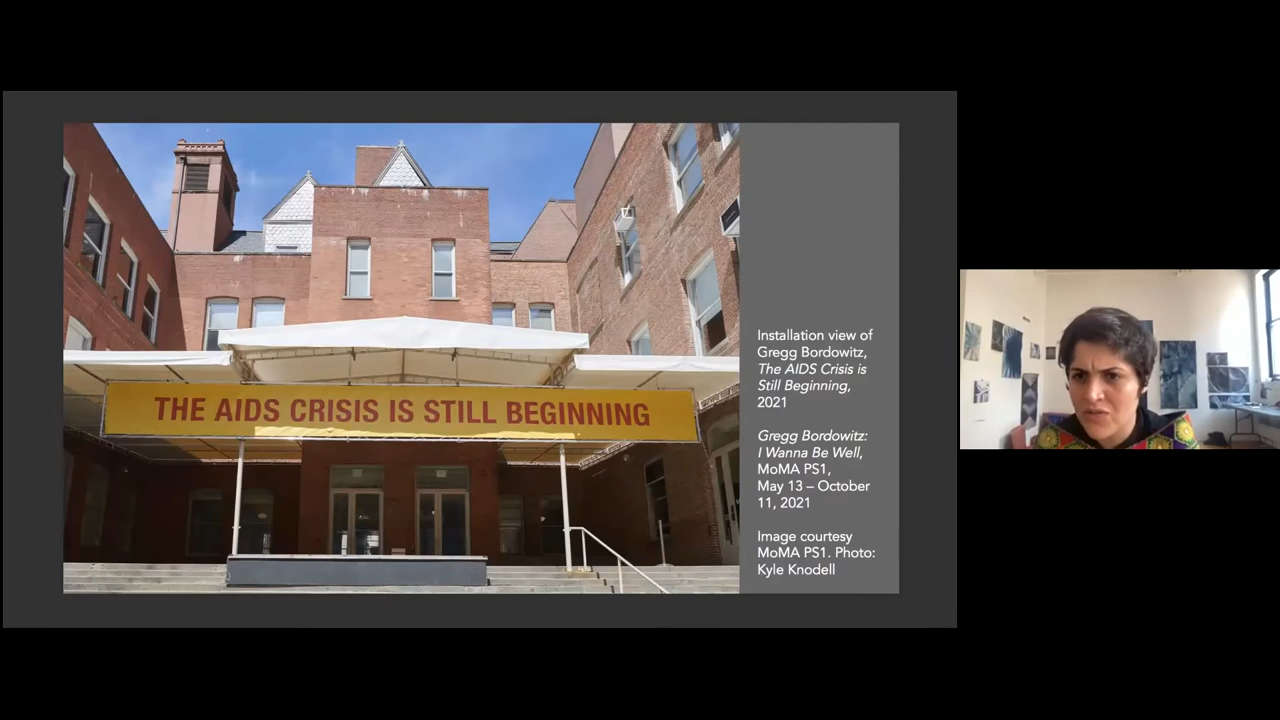 THE AIDS CRISIS IS STILL BEGINNING
Installation view of
Gregg Bordowitz,
The AIDS Crisis is
Still Beginning,
2021
Gregg Bordowitz:
I Wanna Be Well,
MoMA PS1,
May 13 – October
11, 2021
Image courtesy
MoMA PS1. Photo:
Kyle Knodell